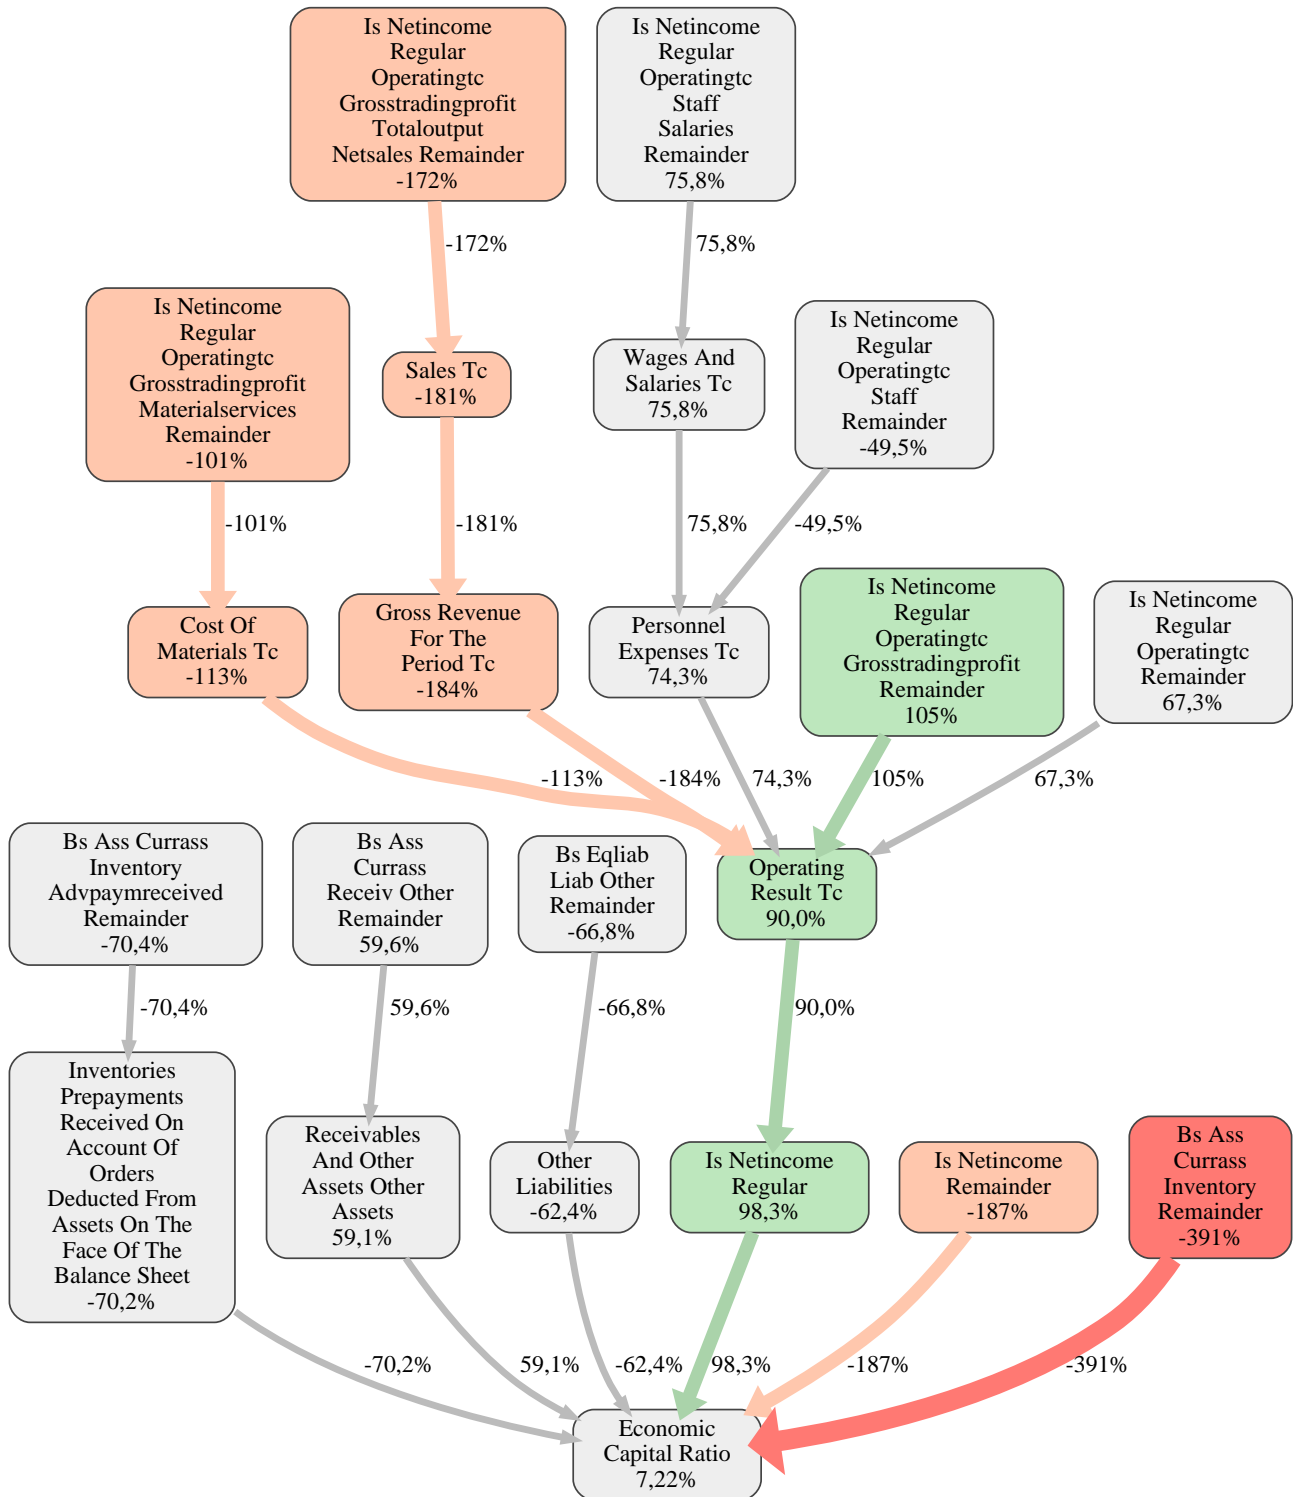 Is Netincome
Regular
Operatingtc
Grosstradingprofit
Totaloutput
Netsales Remainder
-172%
Is Netincome
Regular
Operatingtc
Staff
Salaries
Remainder
75,8%
-172%
75,8%
Is Netincome
Regular
Operatingtc
Grosstradingprofit
Materialservices
Remainder
-101%
Sales Tc
-181%
Wages And
Salaries Tc
75,8%
Is Netincome
Regular
Operatingtc
Staff
Remainder
-49,5%
-101%
-181%
75,8%
-49,5%
Cost Of
Materials Tc
-113%
Gross Revenue
For The
Period Tc
-184%
Personnel
Expenses Tc
74,3%
Is Netincome
Regular
Operatingtc
Grosstradingprofit
Remainder
105%
Is Netincome
Regular
Operatingtc
Remainder
67,3%
-113%
-184%
74,3%
105%
67,3%
Bs Ass Currass
Inventory
Advpaymreceived
Remainder
-70,4%
Bs Ass
Currass
Receiv Other
Remainder
59,6%
Bs Eqliab
Liab Other
Remainder
-66,8%
Operating
Result Tc
90,0%
-70,4%
59,6%
-66,8%
90,0%
Inventories
Prepayments
Received On
Account Of
Orders
Deducted From
Assets On The
Face Of The
Balance Sheet
-70,2%
Receivables
And Other
Assets Other
Assets
59,1%
Other
Liabilities
-62,4%
Is Netincome
Regular
98,3%
Is Netincome
Remainder
-187%
Bs Ass
Currass
Inventory
Remainder
-391%
-70,2%
59,1%
-62,4%
98,3%
-187%
-391%
Economic
Capital Ratio
7,22%